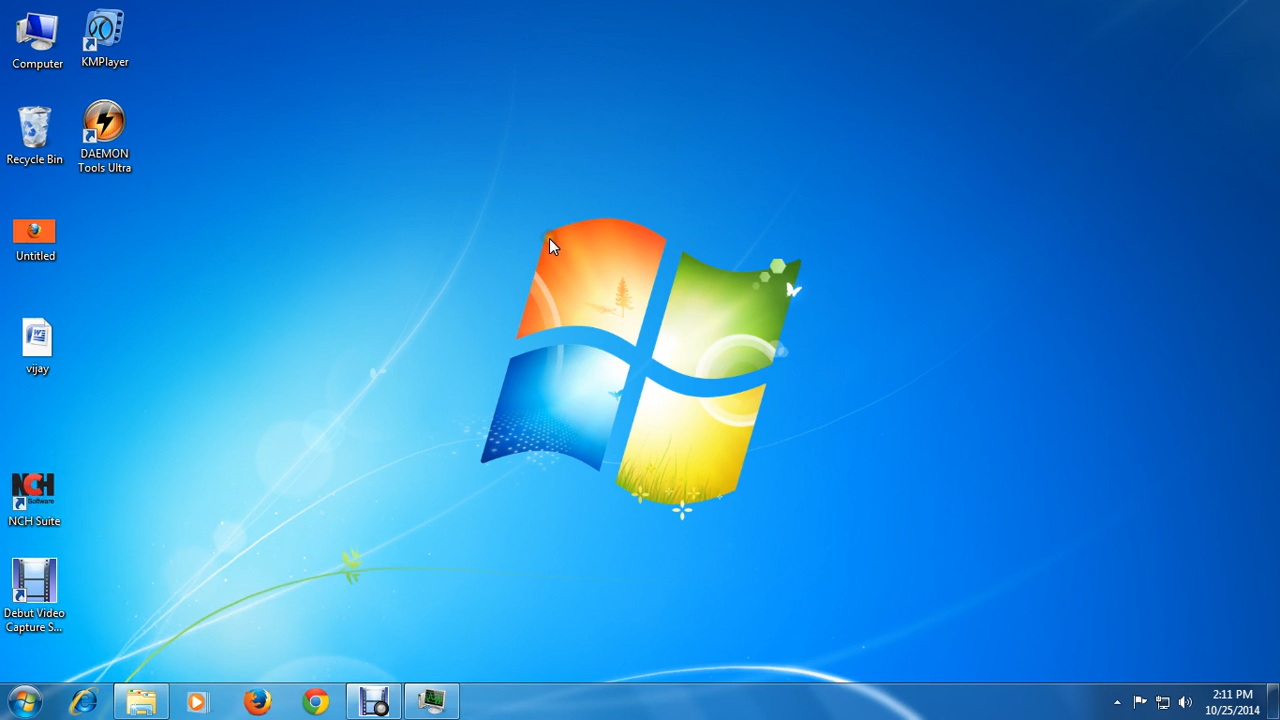 Computer
KMPlayer
Recycle Bin
DAEMON
Tools Ultra
Untitled
vijay
NCH
Software
NCH Suite
Debut Video
Capture S...
2:11 PM
10/25/2014